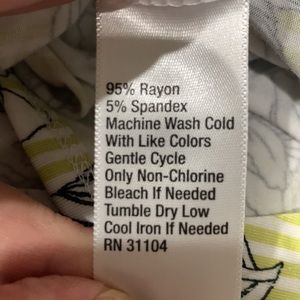 95% Rayon
5% Spandex
Machine Wash Cold
With Like Colors
Gentle Cycle
Only Non-Chlorine
Bleach If Needed
Tumble Dry Low
Cool Iron If Needed
RN 31104